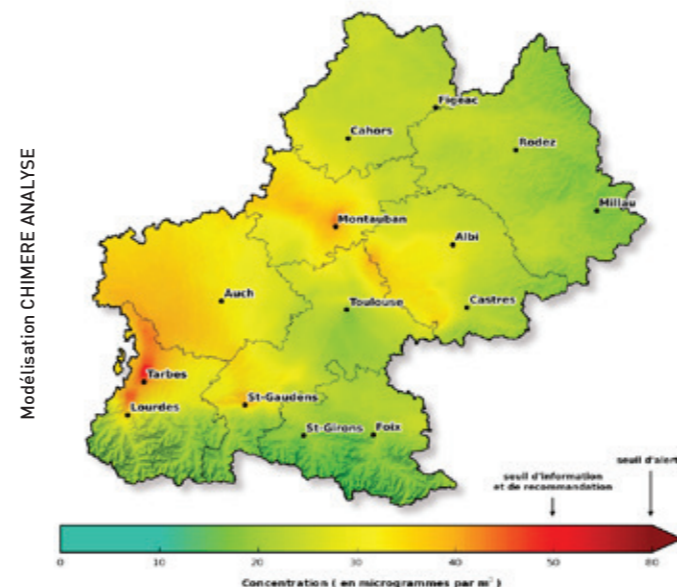 Modélisation CHIMERE ANALYSE
Figeac
Cahors
Rodez
Montauban
Millau
Albi
Auch
Toulouse
Castres
Tarbes
St-Gaudens
Lourdes
St-Girons
Foix
seuil d'alert
seuil d'information
et de recommandation
0 10 20 30 40 50 60 80
Concentration ( en microgrammes par m³ )